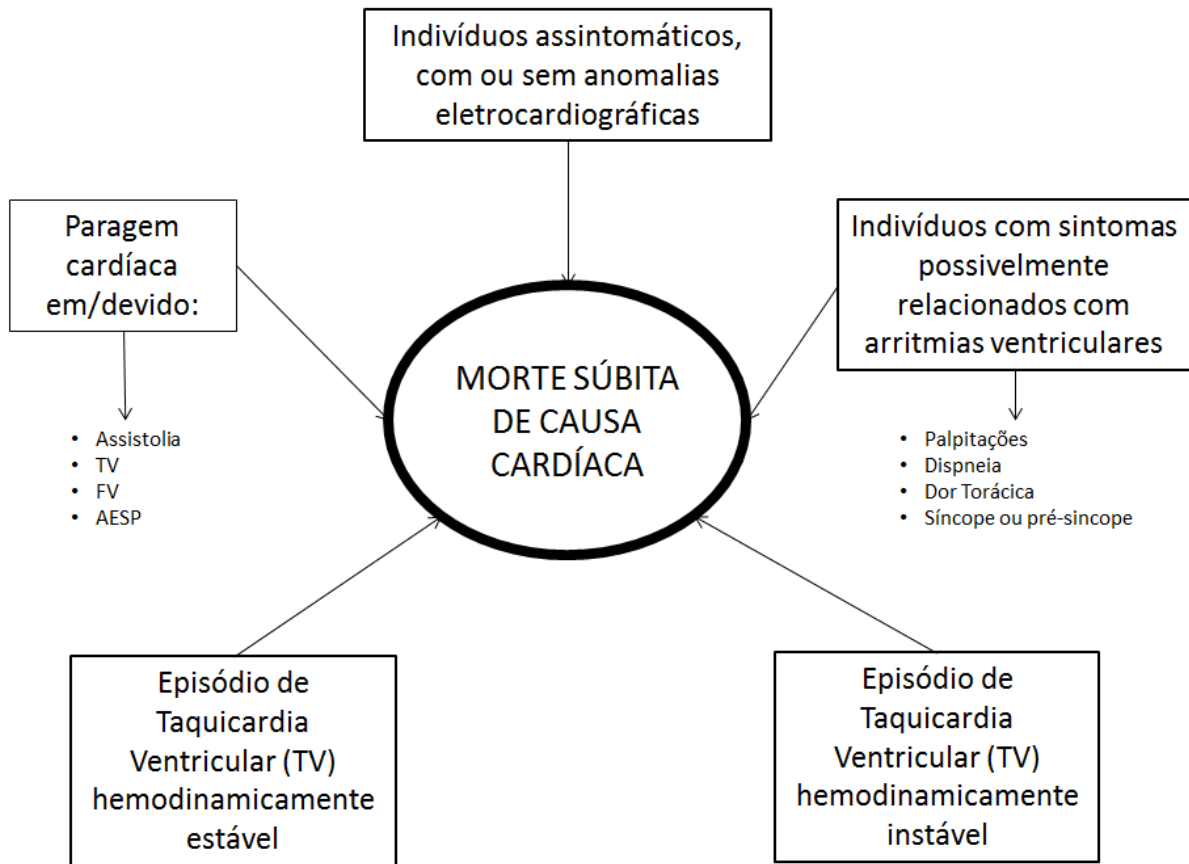 Indivíduos assintomáticos,
com ou sem anomalias
eletrocardiográficas
Paragem
cardíaca
em/devido:
• Assistolia
• TV
• FV
• AESP
MORTE SÚBITA
DE CAUSA
CARDÍACA
Indivíduos com sintomas
possivelmente
relacionados com
arritmias ventriculares
• Palpitações
• Dispneia
• Dor Torácica
• Síncope ou pré-sincope
Episódio de
Taquicardia
Ventricular (TV)
hemodinamicamente
estável
Episódio de
Taquicardia
Ventricular (TV)
hemodinamicamente
instável